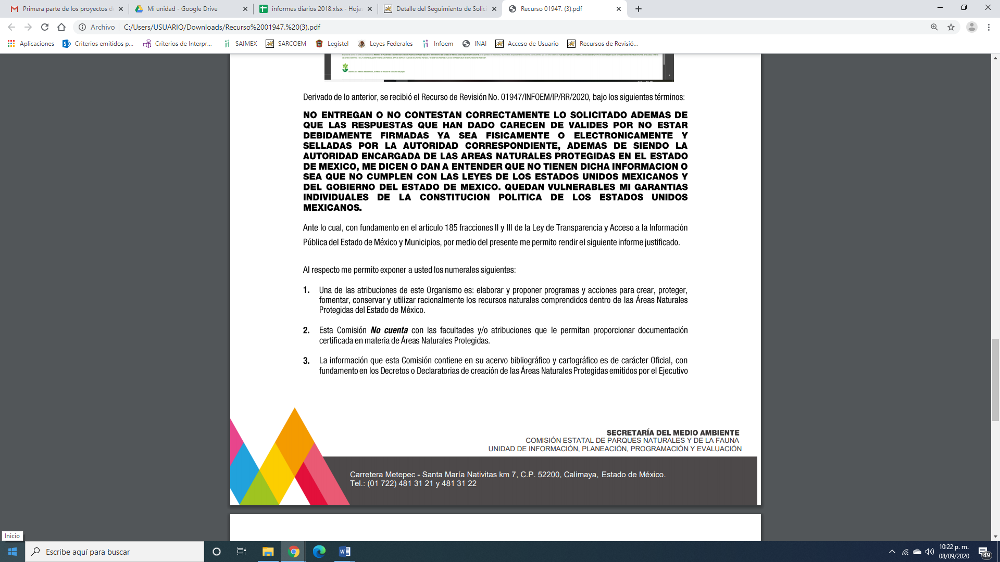 Primera parte de los proyectos d
Mi unidad - Google Drive
informes diarios 2018.xlsx - Hoja
Detalle del Seguimiento de Solici
Recurso 01947. (3).pdf
Archivo
C:/Users/USUARIO/Downloads/Recurso%2001947.%20(3).pdf
Aplicaciones
Criterios emitidos p...
Criterios de Interpr...
SAIMEX
SARCOEM
Legistel
Leyes Federales
Infoem
INAI
Acceso de Usuario
Recursos de Revisió...
Derivado de lo anterior, se recibió el Recurso de Revisión No. 01947/INFOEM/IP/RR/2020, bajo los siguientes términos:
NO ENTREGAN O NO CONTESTAN CORRECTAMENTE LO SOLICITADO ADEMAS DE
QUE LAS RESPUESTAS QUE HAN DADO CARECEN DE VALIDES POR NO ESTAR
DEBIDAMENTE FIRMADAS YA SEA FISICAMENTE O ELECTRONICAMENTE Y
SELLADAS POR LA AUTORIDAD CORRESPONDIENTE, ADEMAS DE SIENDO LA
AUTORIDAD ENCARGADA DE LAS AREAS NATURALES PROTEGIDAS EN EL ESTADO
DE MEXICO, ME DICEN O DAN A ENTENDER QUE NO TIENEN DICHA INFORMACION O
SEA QUE NO CUMPLEN CON LAS LEYES DE LOS ESTADOS UNIDOS MEXICANOS Y
DEL GOBIERNO DEL ESTADO DE MEXICO. QUEDAN VULNERABLES MI GARANTIAS
INDIVIDUALES DE LA CONSTITUCION POLITICA DE LOS ESTADOS UNIDOS
MEXICANOS.
Ante lo cual, con fundamento en el artículo 185 fracciones II y III de la Ley de Transparencia y Acceso a la Información
Pública del Estado de México y Municipios, por medio del presente me permito rendir el siguiente informe justificado.
Al respecto me permito exponer a usted los numerales siguientes:
1. Una de las atribuciones de este Organismo es: elaborar y proponer programas y acciones para crear, proteger,
fomentar, conservar y utilizar racionalmente los recursos naturales comprendidos dentro de las Áreas Naturales
Protegidas del Estado de México.
2. Esta Comisión No cuenta con las facultades y/o atribuciones que le permitan proporcionar documentación
certificada en materia de Áreas Naturales Protegidas.
3. La información que esta Comisión contiene en su acervo bibliográfico y cartográfico es de carácter Oficial, con
fundamento en los Decretos o Declaratorias de creación de las Áreas Naturales Protegidas emitidos por el Ejecutivo
SECRETARÍA DEL MEDIO AMBIENTE
COMISIÓN ESTATAL DE PARQUES NATURALES Y DE LA FAUNA
UNIDAD DE INFORMACIÓN, PLANEACIÓN, PROGRAMACIÓN Y EVALUACIÓN
Carretera Metepec - Santa María Nativitas km 7, C.P. 52200, Calimaya, Estado de México.
Tel.: (01 722) 481 31 21 y 481 31 22
Inicio
Escribe aquí para buscar
10:22 p. m.
08/09/2020
49